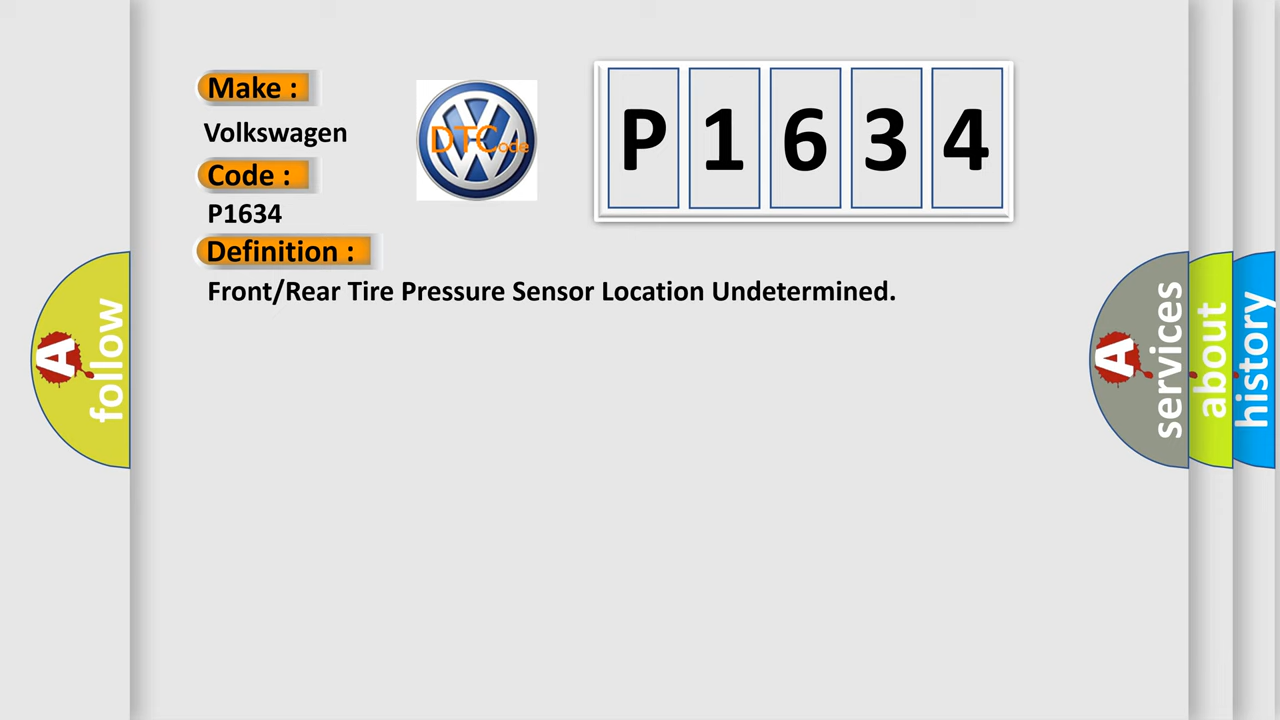 Make :
Volkswagen
Code :
P1634
Definition :
Front/Rear Tire Pressure Sensor Location Undetermined.
DTCode
P 1 6 3 4
A follow
A services
about
history